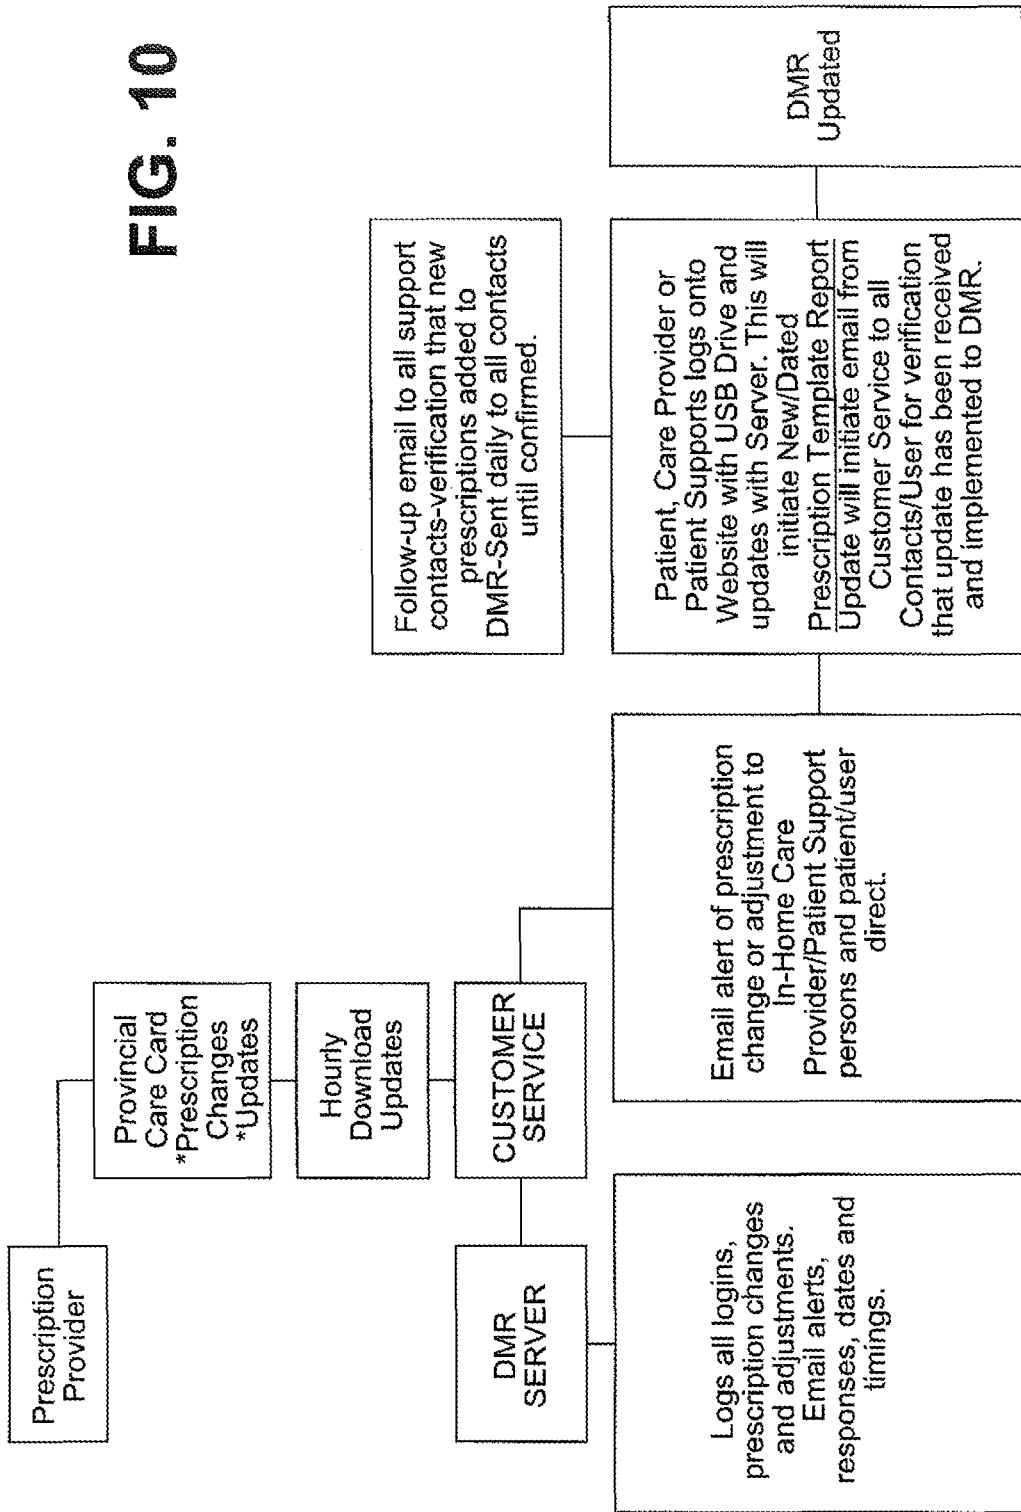 FIG. 10
Prescription
Provider
Provincial
Care Card
*Prescription
Changes
*Updates
Hourly
Download
Updates
CUSTOMER
SERVICE
DMR
SERVER
Logs all logins,
prescription changes
and adjustments.
Email alerts,
responses, dates and
timings.
Email alert of prescription
change or adjustment to
In-Home Care
Provider/Patient Support
persons and patient/user
direct.
Follow-up email to all support
contacts-verification that new
prescriptions added to
DMR-Sent daily to all contacts
until confirmed.
Patient, Care Provider or
Patient Supports logs onto
Website with USB Drive and
updates with Server. This will
initiate New/Dated
Prescription Template Report
Update will initiate email from
Customer Service to all
Contacts/User for verification
that update has been received
and implemented to DMR.
DMR
Updated